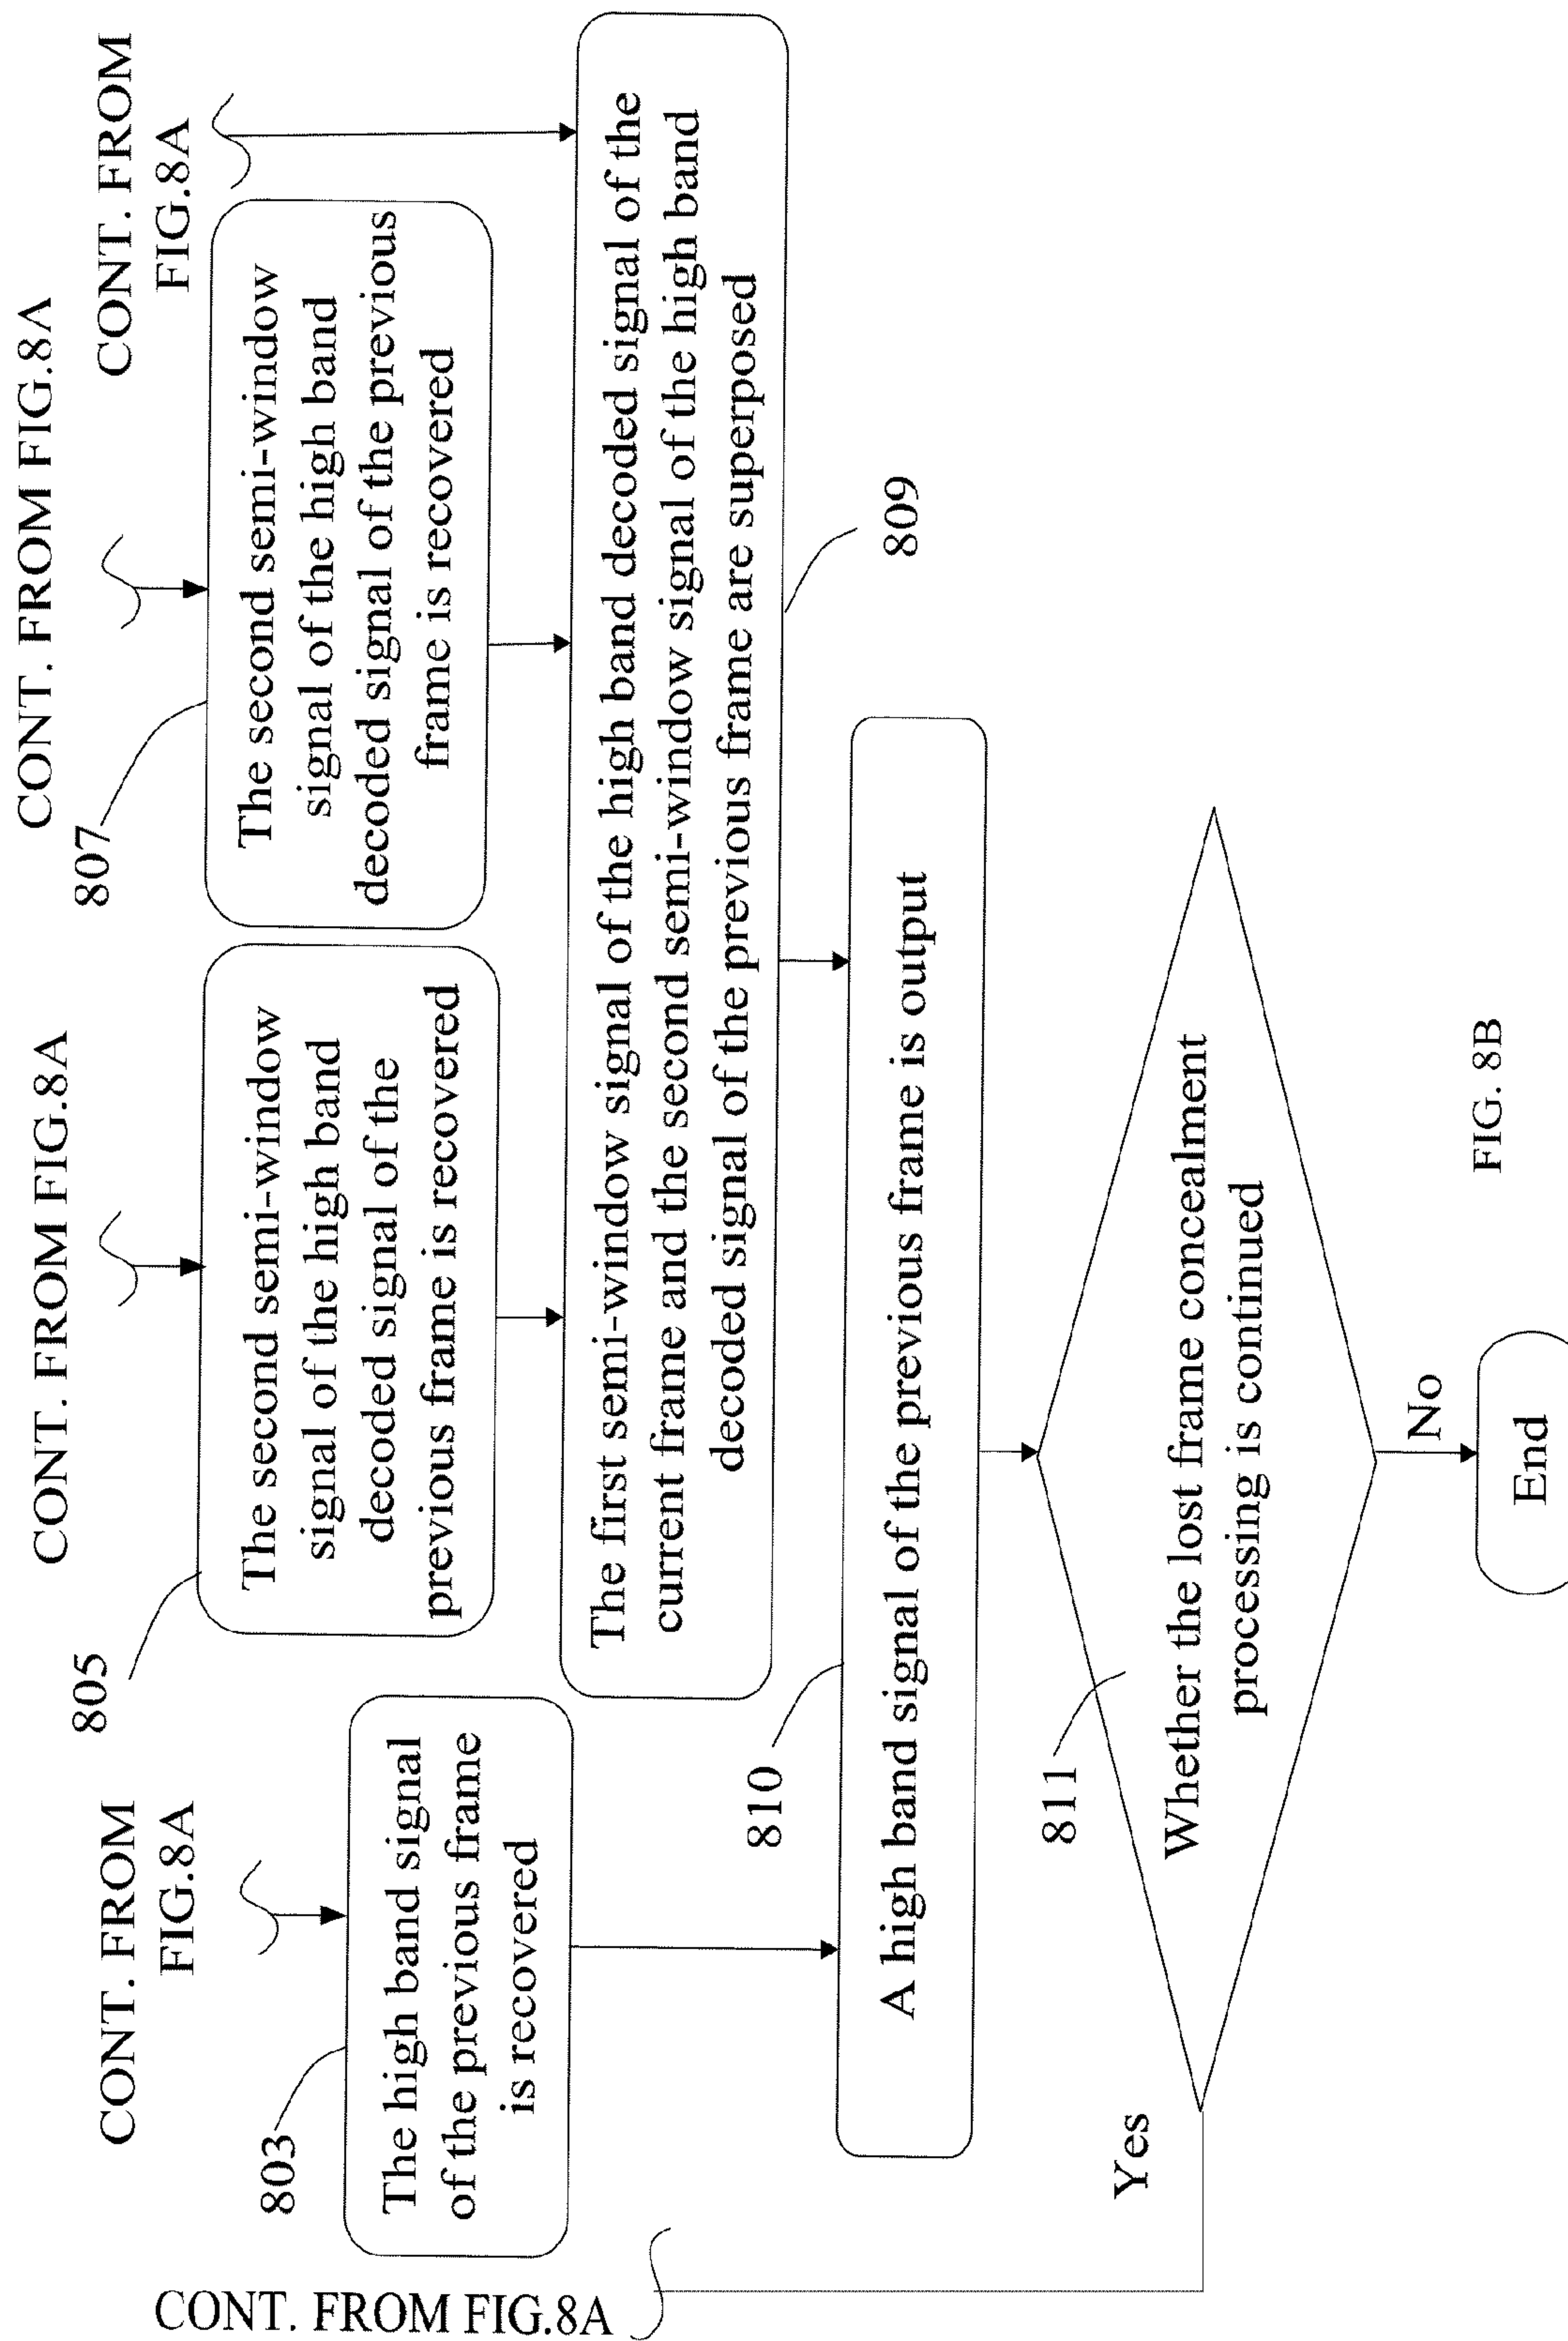 CONT. FROM FIG.8A
CONT. FROM
FIG.8A
803
The high band signal
of the previous frame
is recovered
CONT. FROM FIG.8A
805
The second semi-window
signal of the high band
decoded signal of the
previous frame is recovered
CONT. FROM FIG.8A
807
The second semi-window
signal of the high band
decoded signal of the previous
frame is recovered
CONT. FROM
FIG.8A
The first semi-window signal of the high band decoded signal of the
current frame and the second semi-window signal of the high band
decoded signal of the previous frame are superposed
809
810
A high band signal of the previous frame is output
811
Whether the lost frame concealment
processing is continued
Yes
No
End
FIG. 8B